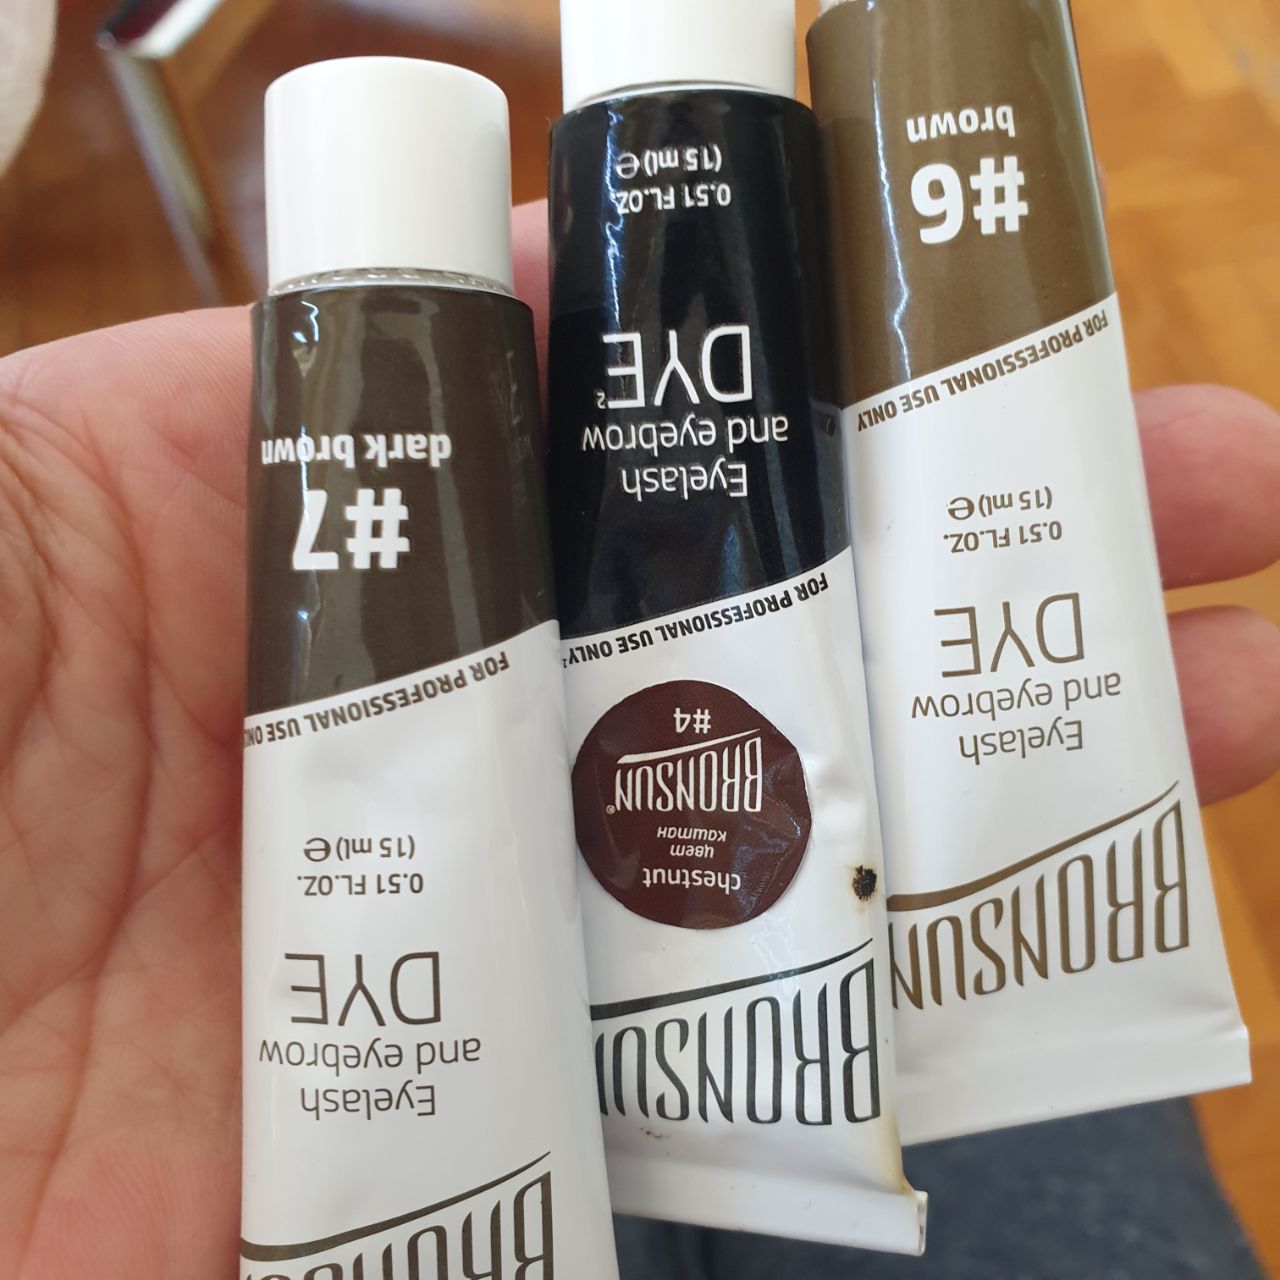 BRONSUN
Eyelash
and eyebrow
DYE
0.51 FL.OZ.
(15 ml) e
FOR PROFESSIONAL USE ONLY
#7
dark brown
BRONSUN
chestnut
цвет
каштан
BRONSUN®
#4
FOR PROFESSIONAL USE ONLY²
Eyelash
and eyebrow
DYE²
0.51 FL.OZ.
(15 ml) e
BRONSUN
Eyelash
and eyebrow
DYE
0.51 FL.OZ.
(15 ml) e
FOR PROFESSIONAL USE ONLY
#6
brown